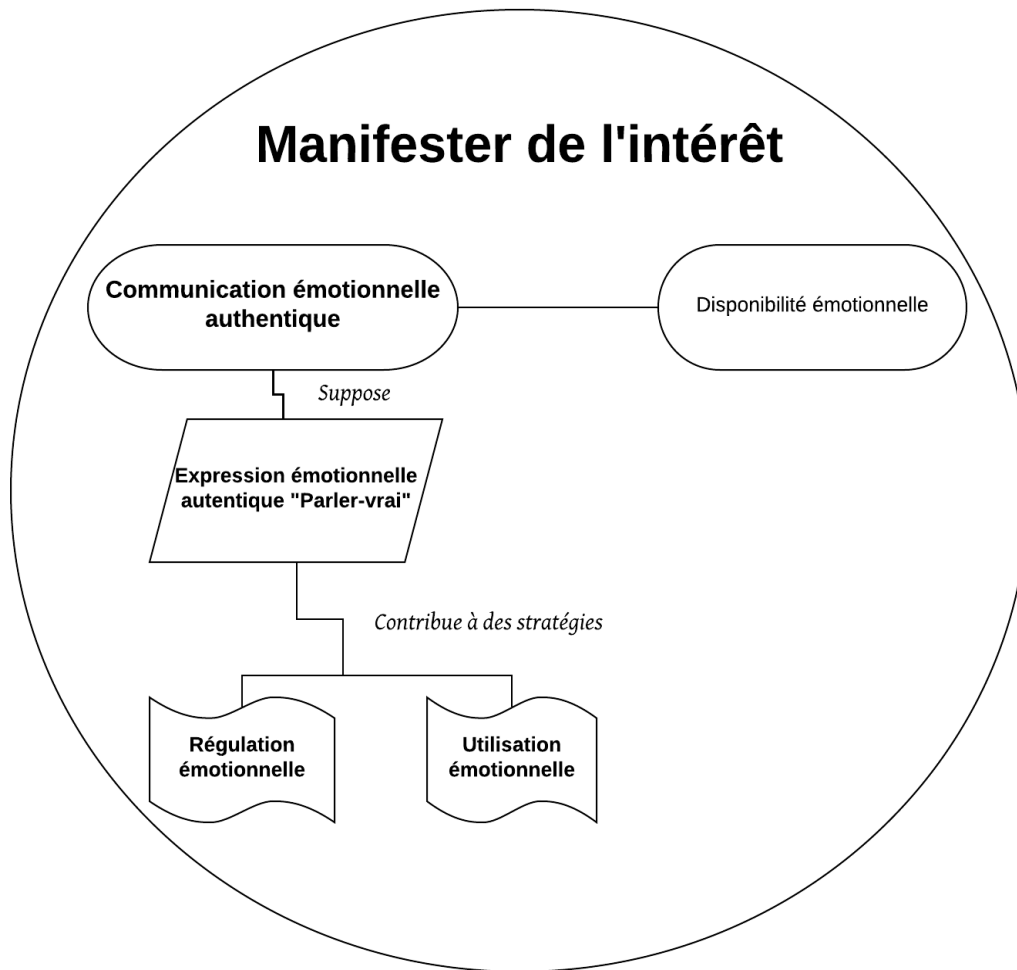 Manifester de l'intérêt
Communication émotionnelle
authentique
Disponibilité émotionnelle
Suppose
Expression émotionnelle
autentique "Parler-vrai"
Contribue à des stratégies
Régulation
émotionnelle
Utilisation
émotionnelle